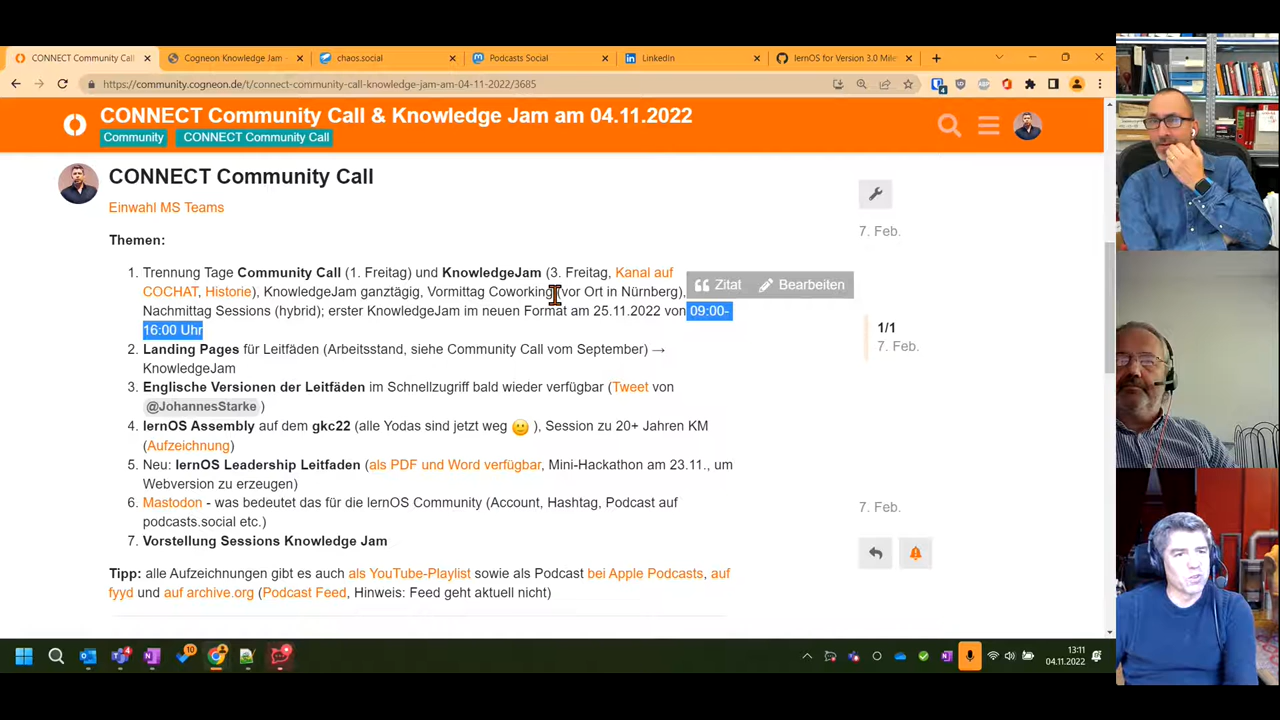 CONNECT Community Call
Cogneon Knowledge Jam -
chaos.social
Podcasts Social
LinkedIn
lernOS for Version 3.0 Mile
https://community.cogneon.de/t/connect-community-call-knowledge-jam-am-04-11-2022/3685
CONNECT Community Call & Knowledge Jam am 04.11.2022
Community CONNECT Community Call
CONNECT Community Call
Einwahl MS Teams
7. Feb.
Themen:
1. Trennung Tage Community Call (1. Freitag) und KnowledgeJam (3. Freitag, Kanal auf
COCHAT, Historie), KnowledgeJam ganztägig, Vormittag Coworking (vor Ort in Nürnberg),
Zitat Bearbeiten
Nachmittag Sessions (hybrid); erster KnowledgeJam im neuen Format am 25.11.2022 von 09:00-
16:00 Uhr
1/1
7. Feb.
2. Landing Pages für Leitfäden (Arbeitsstand, siehe Community Call vom September) →
KnowledgeJam
3. Englische Versionen der Leitfäden im Schnellzugriff bald wieder verfügbar (Tweet von
@JohannesStarke )
4. lernOS Assembly auf dem gkc22 (alle Yodas sind jetzt weg 🙂 ), Session zu 20+ Jahren KM
(Aufzeichnung)
5. Neu: lernOS Leadership Leitfaden (als PDF und Word verfügbar, Mini-Hackathon am 23.11., um
Webversion zu erzeugen)
6. Mastodon - was bedeutet das für die lernOS Community (Account, Hashtag, Podcast auf
podcasts.social etc.)
7. Feb.
7. Vorstellung Sessions Knowledge Jam
Tipp: alle Aufzeichnungen gibt es auch als YouTube-Playlist sowie als Podcast bei Apple Podcasts, auf
fyyd und auf archive.org (Podcast Feed, Hinweis: Feed geht aktuell nicht)
13:11
04.11.2022